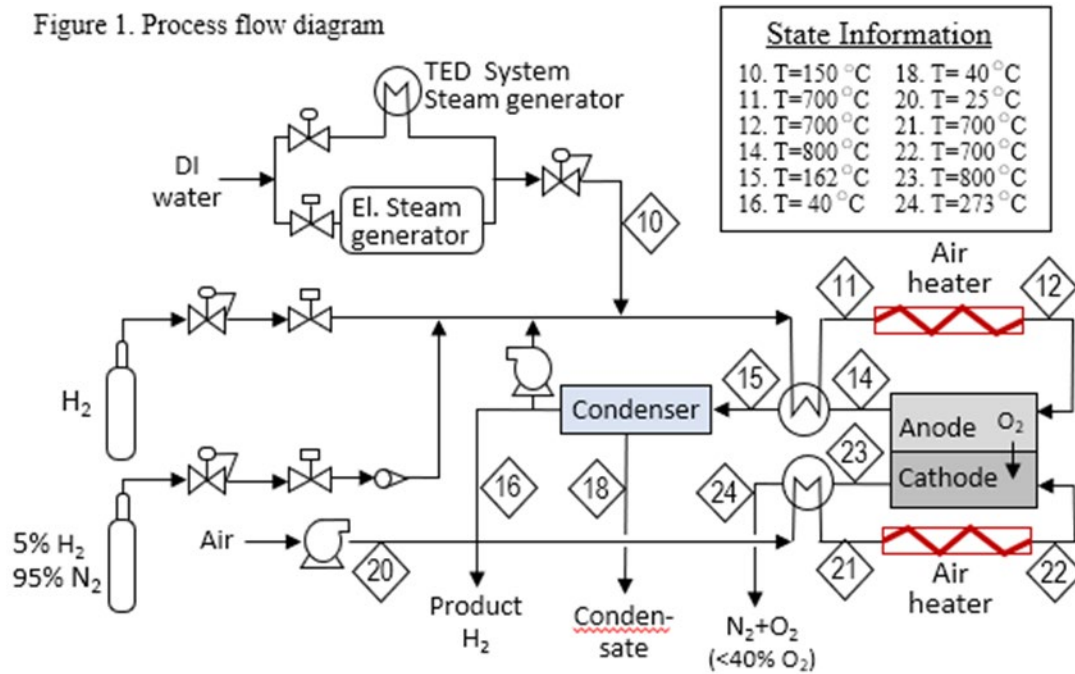 Figure 1. Process flow diagram
State Information
10. T=150 °C 18. T= 40 °C
11. T=700 °C 20. T= 25 °C
12. T=700 °C 21. T=700 °C
14. T=800 °C 22. T=700 °C
15. T=162 °C 23. T=800 °C
16. T= 40 °C 24. T=273 °C
TED System
Steam generator
DI
water
El. Steam
generator
10
Air
heater
11
12
H₂
15
14
Condenser
Anode O₂
Cathode
23
16
18
24
5% H₂
95% N₂
Air
20
21
22
Air
heater
Product
H₂
Conden-
sate
N₂+O₂
(<40% O₂)